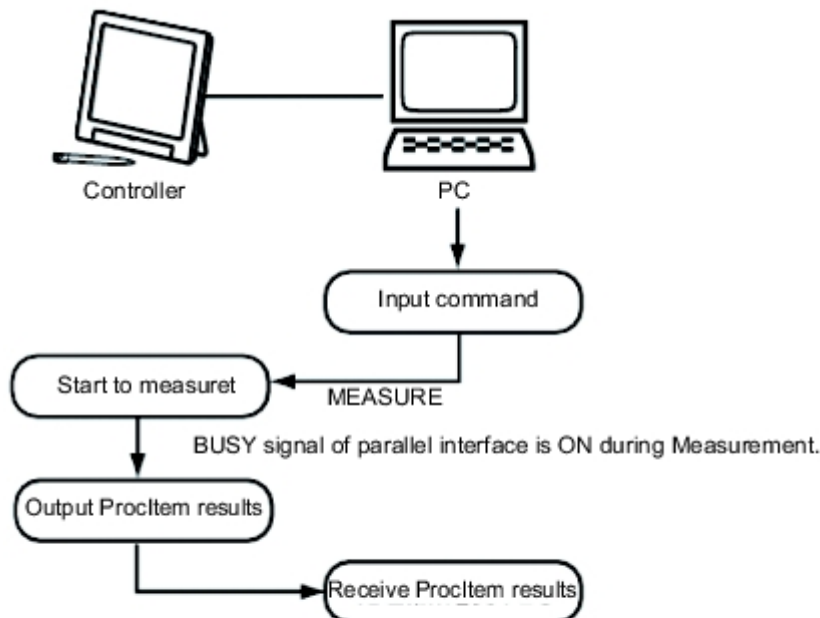 Controller
PC
Input command
Start to measuret
MEASURE
BUSY signal of parallel interface is ON during Measurement.
Output ProcItem results
Receive ProcItem results